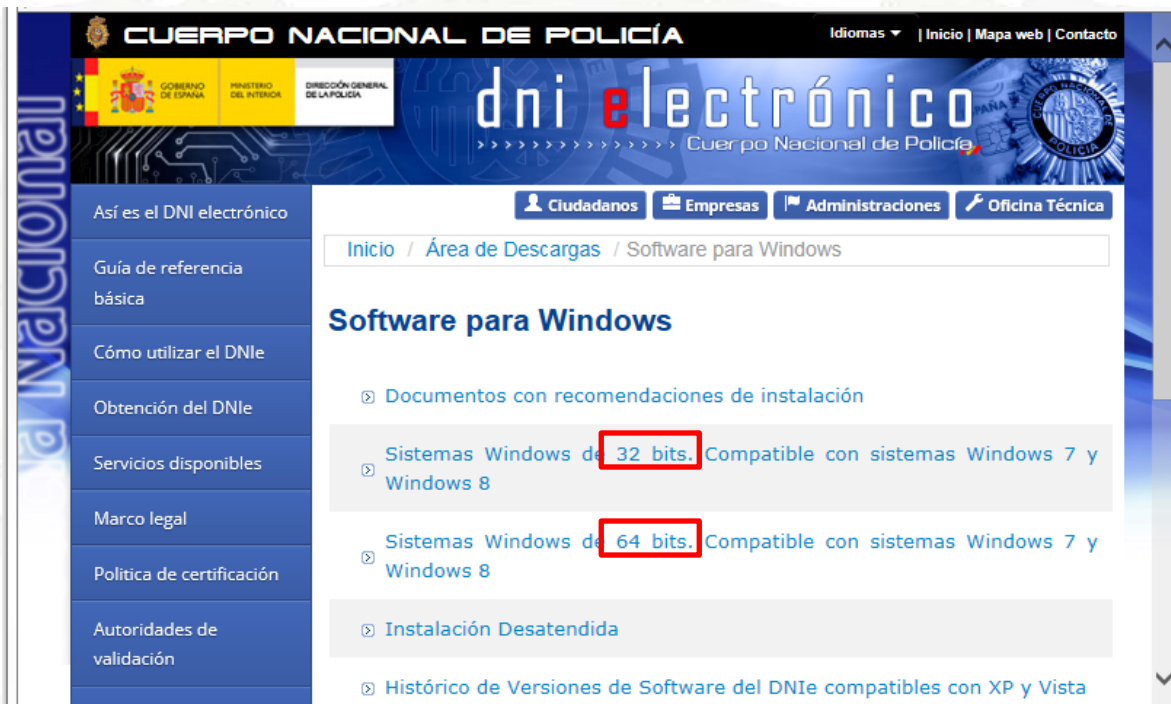 CUERPO NACIONAL DE POLICÍA
Idiomas | Inicio | Mapa web | Contacto
GOBIERNO DE ESPAÑA
MINISTERIO DEL INTERIOR
DIRECCIÓN GENERAL DE LA POLICÍA
dni electrónico
Cuerpo Nacional de Policía
Ciudadanos Empresas Administraciones Oficina Técnica
Inicio / Área de Descargas / Software para Windows
Así es el DNI electrónico
Guía de referencia
básica
Cómo utilizar el DNIe
Obtención del DNIe
Servicios disponibles
Marco legal
Politica de certificación
Autoridades de
validación
Software para Windows
Documentos con recomendaciones de instalación
Sistemas Windows de 32 bits. Compatible con sistemas Windows 7 y
Windows 8
Sistemas Windows de 64 bits. Compatible con sistemas Windows 7 y
Windows 8
Instalación Desatendida
Histórico de Versiones de Software del DNIe compatibles con XP y Vista